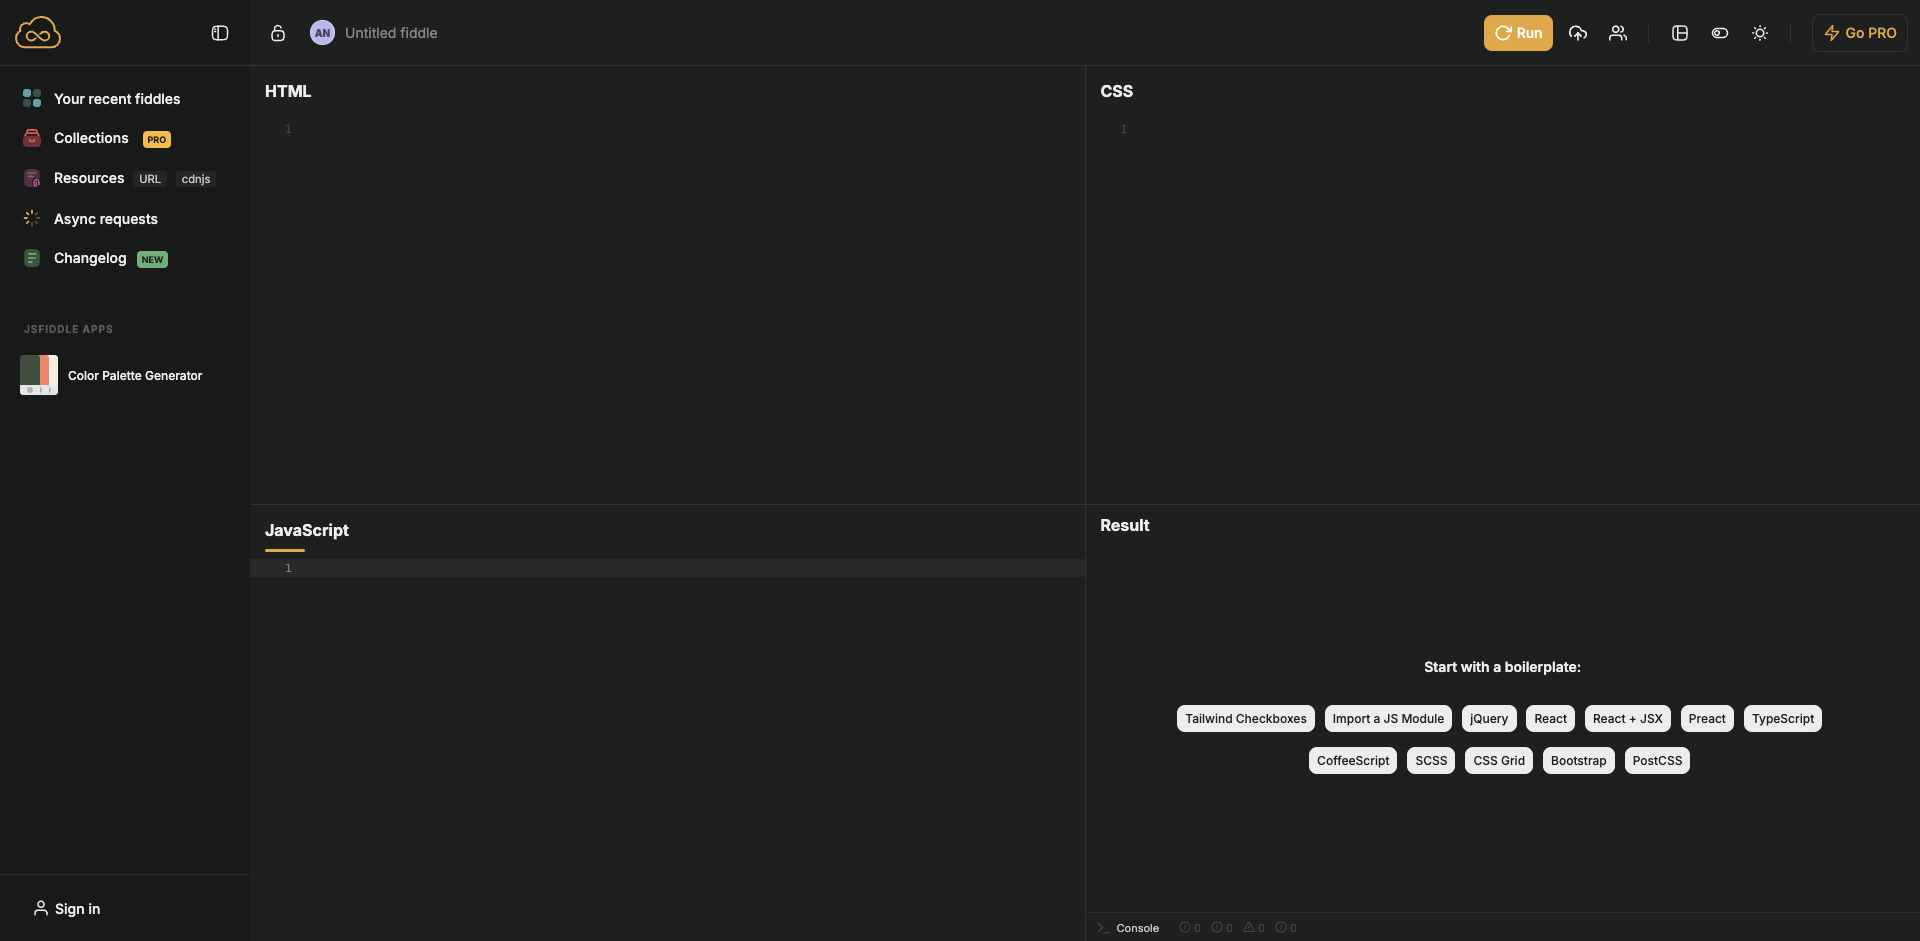 AN Untitled fiddle
Run
Go PRO
Your recent fiddles
Collections PRO
Resources URL cdnjs
Async requests
Changelog NEW
JSFIDDLE APPS
Color Palette Generator
Sign in
HTML
1
CSS
1
JavaScript
1
Result
Start with a boilerplate:
Tailwind Checkboxes Import a JS Module jQuery React React + JSX Preact TypeScript
CoffeeScript SCSS CSS Grid Bootstrap PostCSS
Console 0 0 0 0